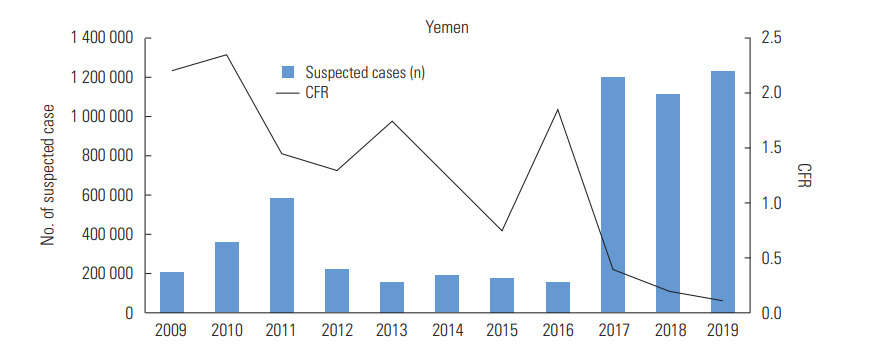 Yemen
1 400 000
1 200 000
1 000 000
800 000
600 000
400 000
200 000
0
No. of suspected case
Suspected cases (n)
CFR
2.5
2.0
1.5
1.0
0.5
0.0
CFR
2009 2010 2011 2012 2013 2014 2015 2016 2017 2018 2019